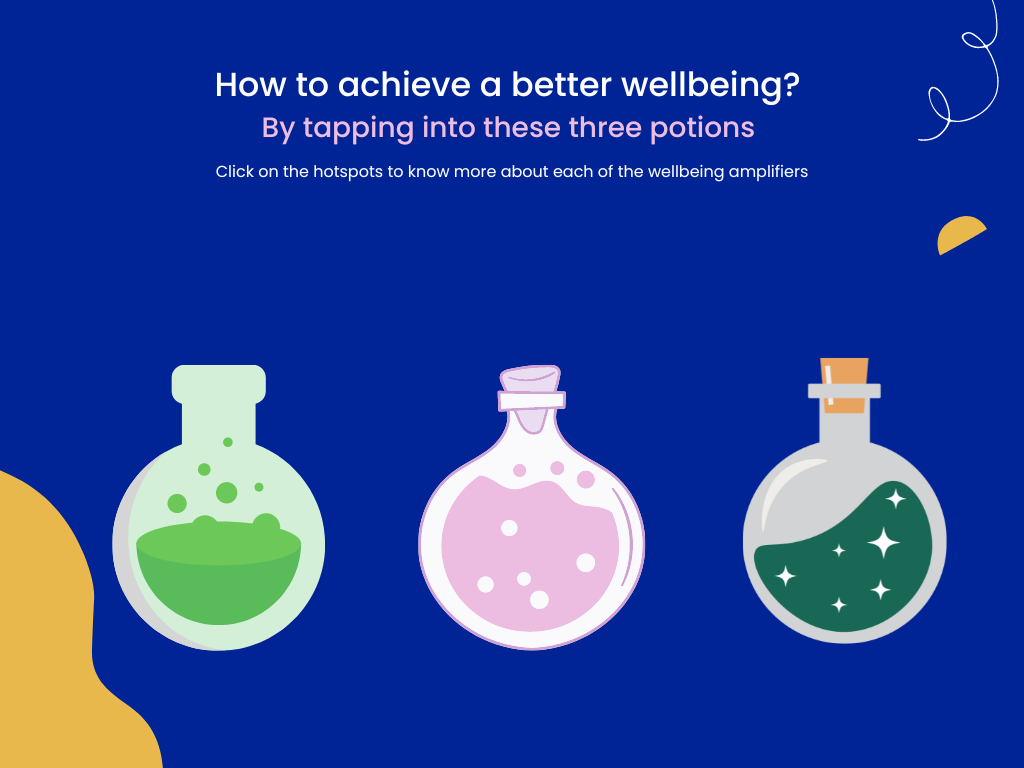 How to achieve a better wellbeing?
By tapping into these three potions
Click on the hotspots to know more about each of the wellbeing amplifiers